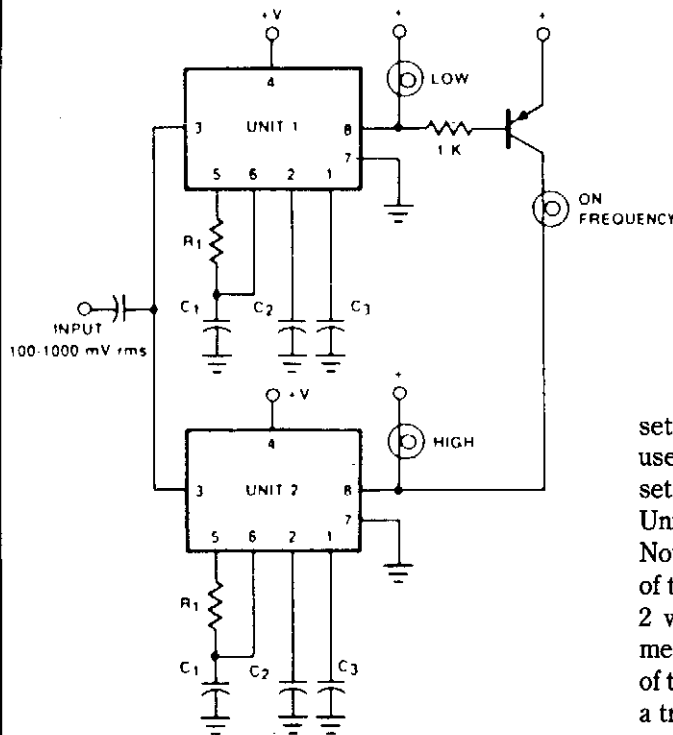 +V
+
+
4
LOW
3
UNIT 1
8
7
1 K
5
6
2
1
ON
FREQUENCY
R1
C1
C2
C3
INPUT
100-1000 mV rms
+V
+
4
HIGH
3
UNIT 2
8
7
5
6
2
1
R1
C1
C2
C3
set
use
set
Un
No
of t
2 v
me
of t
a tr